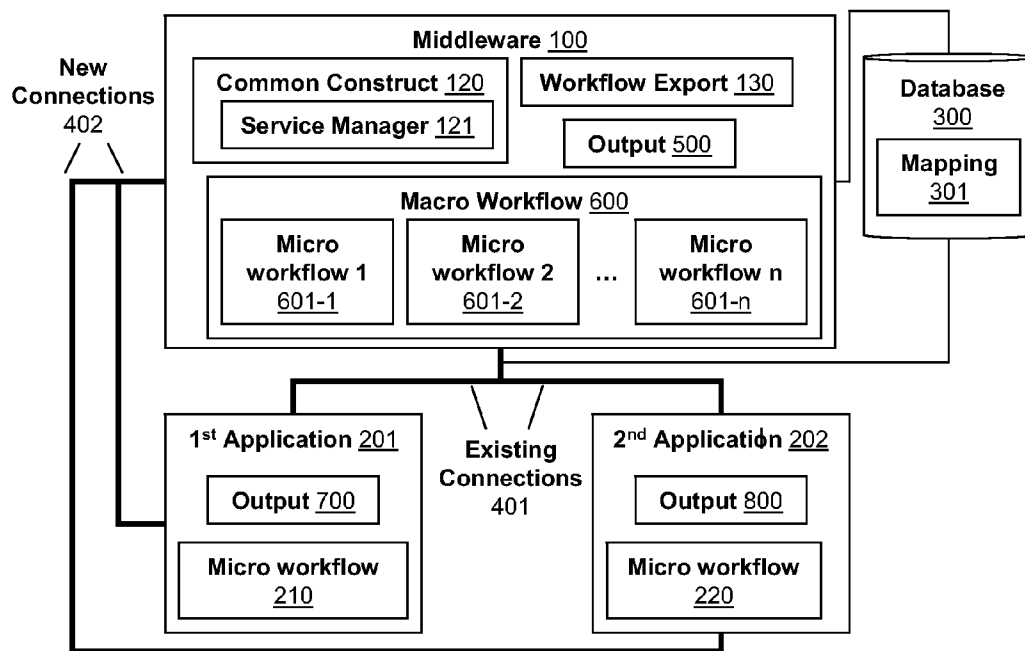 Middleware 100
New
Connections
402
Common Construct 120
Service Manager 121
Workflow Export 130
Output 500
Database
300
Mapping
301
Macro Workflow 600
Micro
workflow 1
601-1
Micro
workflow 2
601-2
...
Micro
workflow n
601-n
1st Application 201
Output 700
Micro workflow
210
Existing
Connections
401
2nd Application 202
Output 800
Micro workflow
220